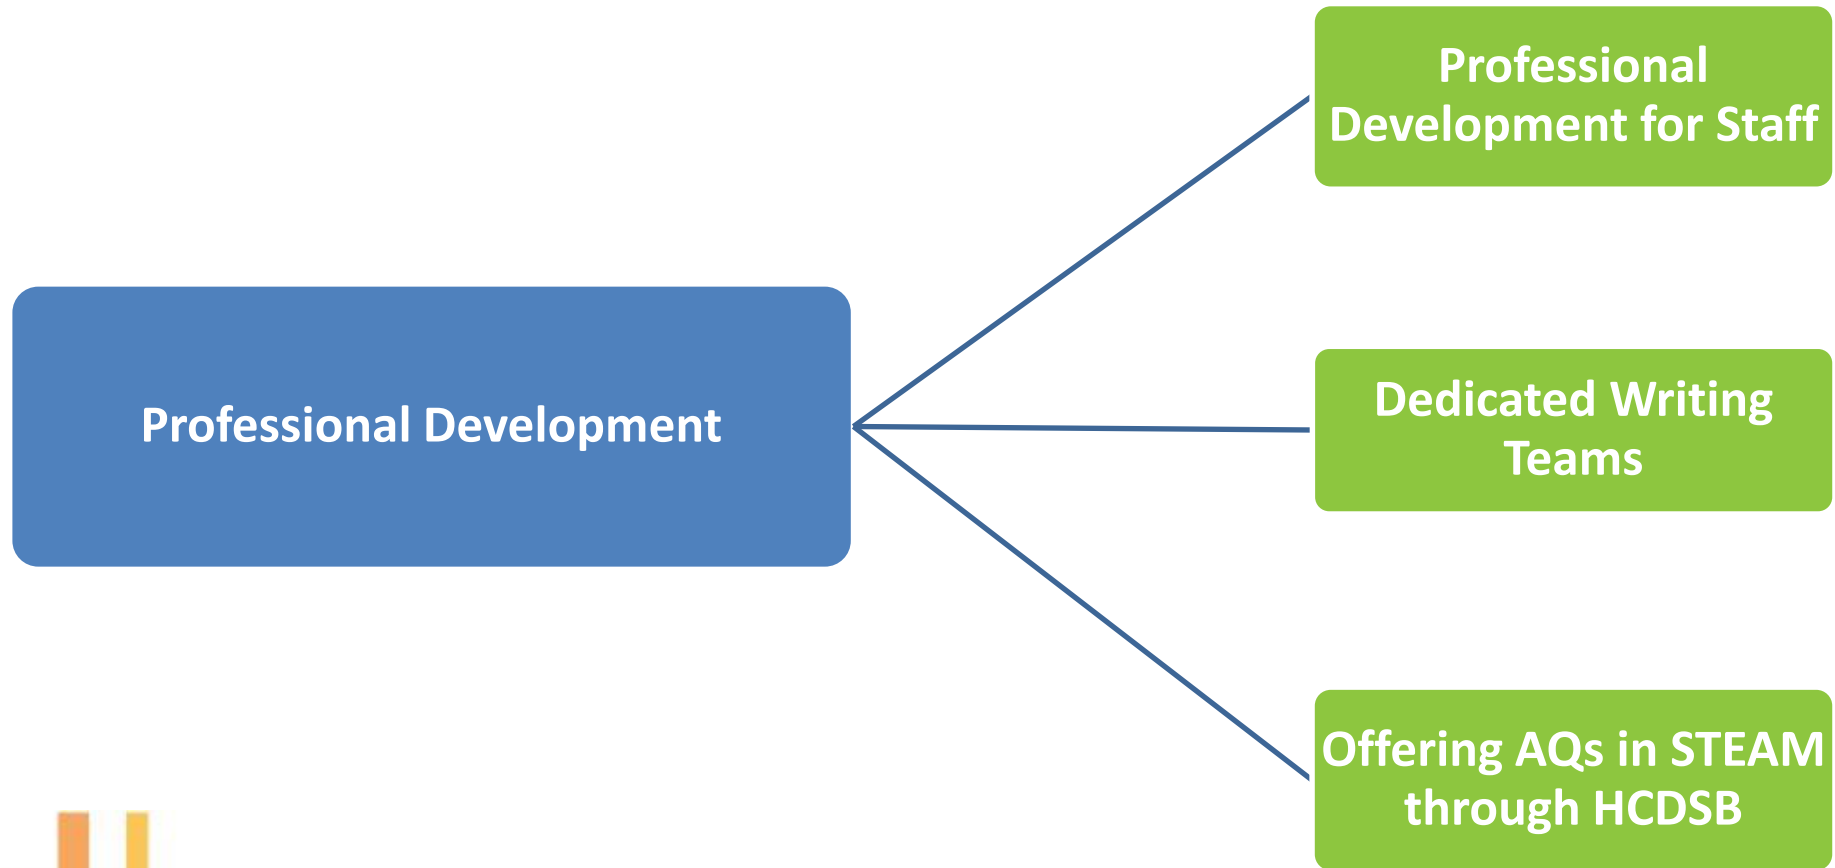 Professional Development
Professional
Development for Staff
Dedicated Writing
Teams
Offering AQs in STEAM
through HCDSB